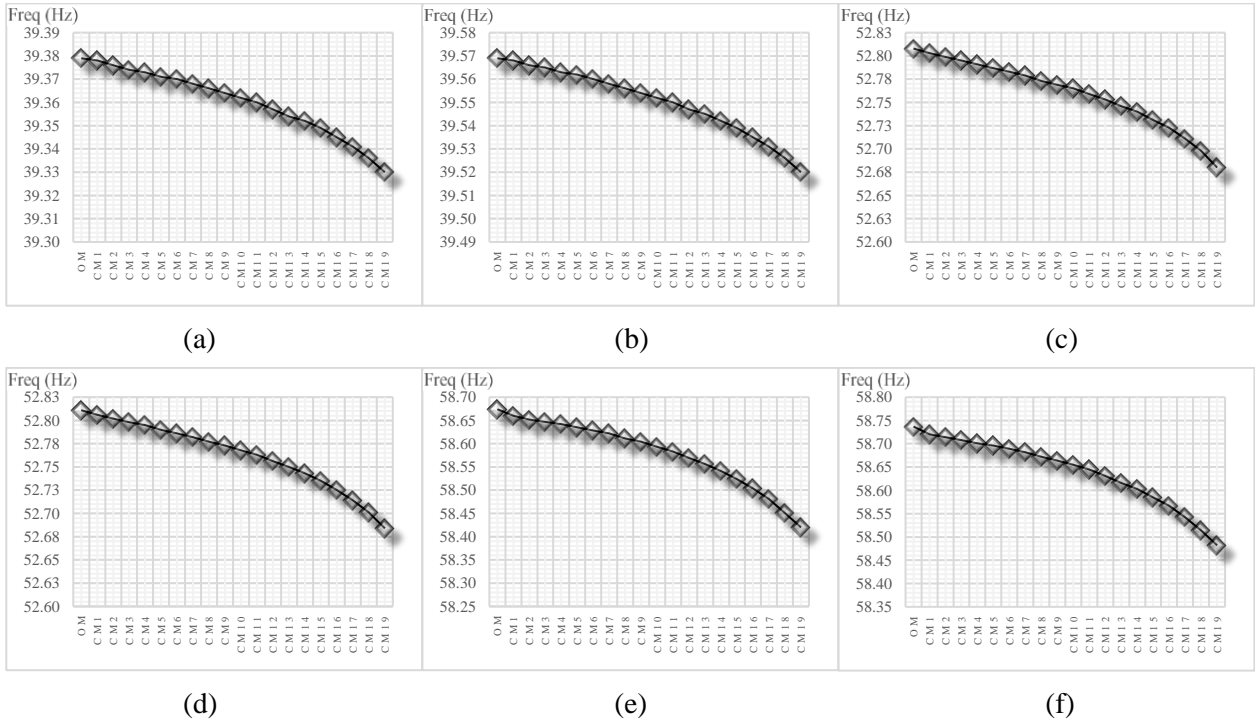 Freq (Hz)
39.39
39.38
39.37
39.36
39.35
39.34
39.33
39.32
39.31
39.30
OM
CM1
CM2
CM3
CM4
CM5
CM6
CM7
CM8
CM9
CM10
CM11
CM12
CM13
CM14
CM15
CM16
CM17
CM18
CM19
(a)
Freq (Hz)
39.58
39.57
39.56
39.55
39.54
39.53
39.52
39.51
39.50
39.49
OM
CM1
CM2
CM3
CM4
CM5
CM6
CM7
CM8
CM9
CM10
CM11
CM12
CM13
CM14
CM15
CM16
CM17
CM18
CM19
(b)
Freq (Hz)
52.83
52.80
52.78
52.75
52.73
52.70
52.68
52.65
52.63
52.60
OM
CM1
CM2
CM3
CM4
CM5
CM6
CM7
CM8
CM9
CM10
CM11
CM12
CM13
CM14
CM15
CM16
CM17
CM18
CM19
(c)
Freq (Hz)
52.83
52.80
52.78
52.75
52.73
52.70
52.68
52.65
52.63
52.60
OM
CM1
CM2
CM3
CM4
CM5
CM6
CM7
CM8
CM9
CM10
CM11
CM12
CM13
CM14
CM15
CM16
CM17
CM18
CM19
(d)
Freq (Hz)
58.70
58.65
58.60
58.55
58.50
58.45
58.40
58.35
58.30
58.25
OM
CM1
CM2
CM3
CM4
CM5
CM6
CM7
CM8
CM9
CM10
CM11
CM12
CM13
CM14
CM15
CM16
CM17
CM18
CM19
(e)
Freq (Hz)
58.80
58.75
58.70
58.65
58.60
58.55
58.50
58.45
58.40
58.35
OM
CM1
CM2
CM3
CM4
CM5
CM6
CM7
CM8
CM9
CM10
CM11
CM12
CM13
CM14
CM15
CM16
CM17
CM18
CM19
(f)